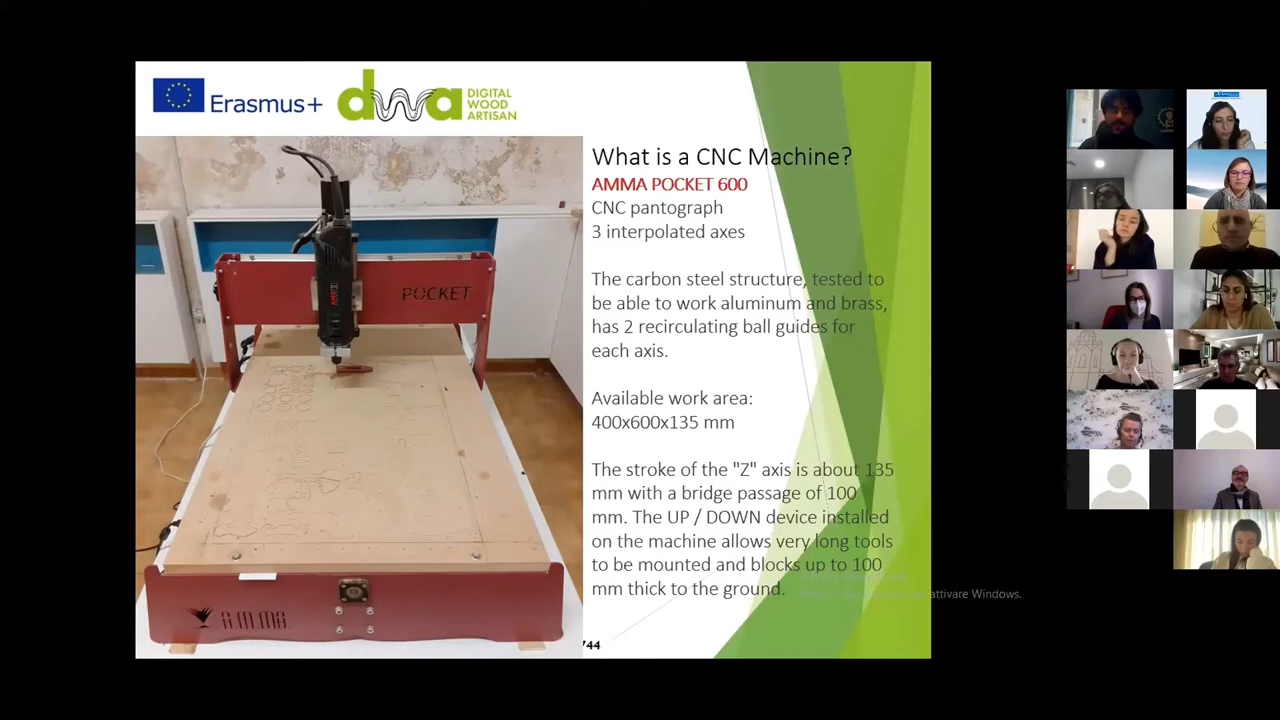 Erasmus+
dwa
DIGITAL
WOOD
ARTISAN
What is a CNC Machine?
AMMA POCKET 600
CNC pantograph
3 interpolated axes
The carbon steel structure, tested to
be able to work aluminum and brass,
has 2 recirculating ball guides for
each axis.
Available work area:
400x600x135 mm
The stroke of the "Z" axis is about 135
mm with a bridge passage of 100
mm. The UP / DOWN device installed
on the machine allows very long tools
to be mounted and blocks up to 100
mm thick to the ground.
POCKET
A.M.MA
/44
attivare Windows.